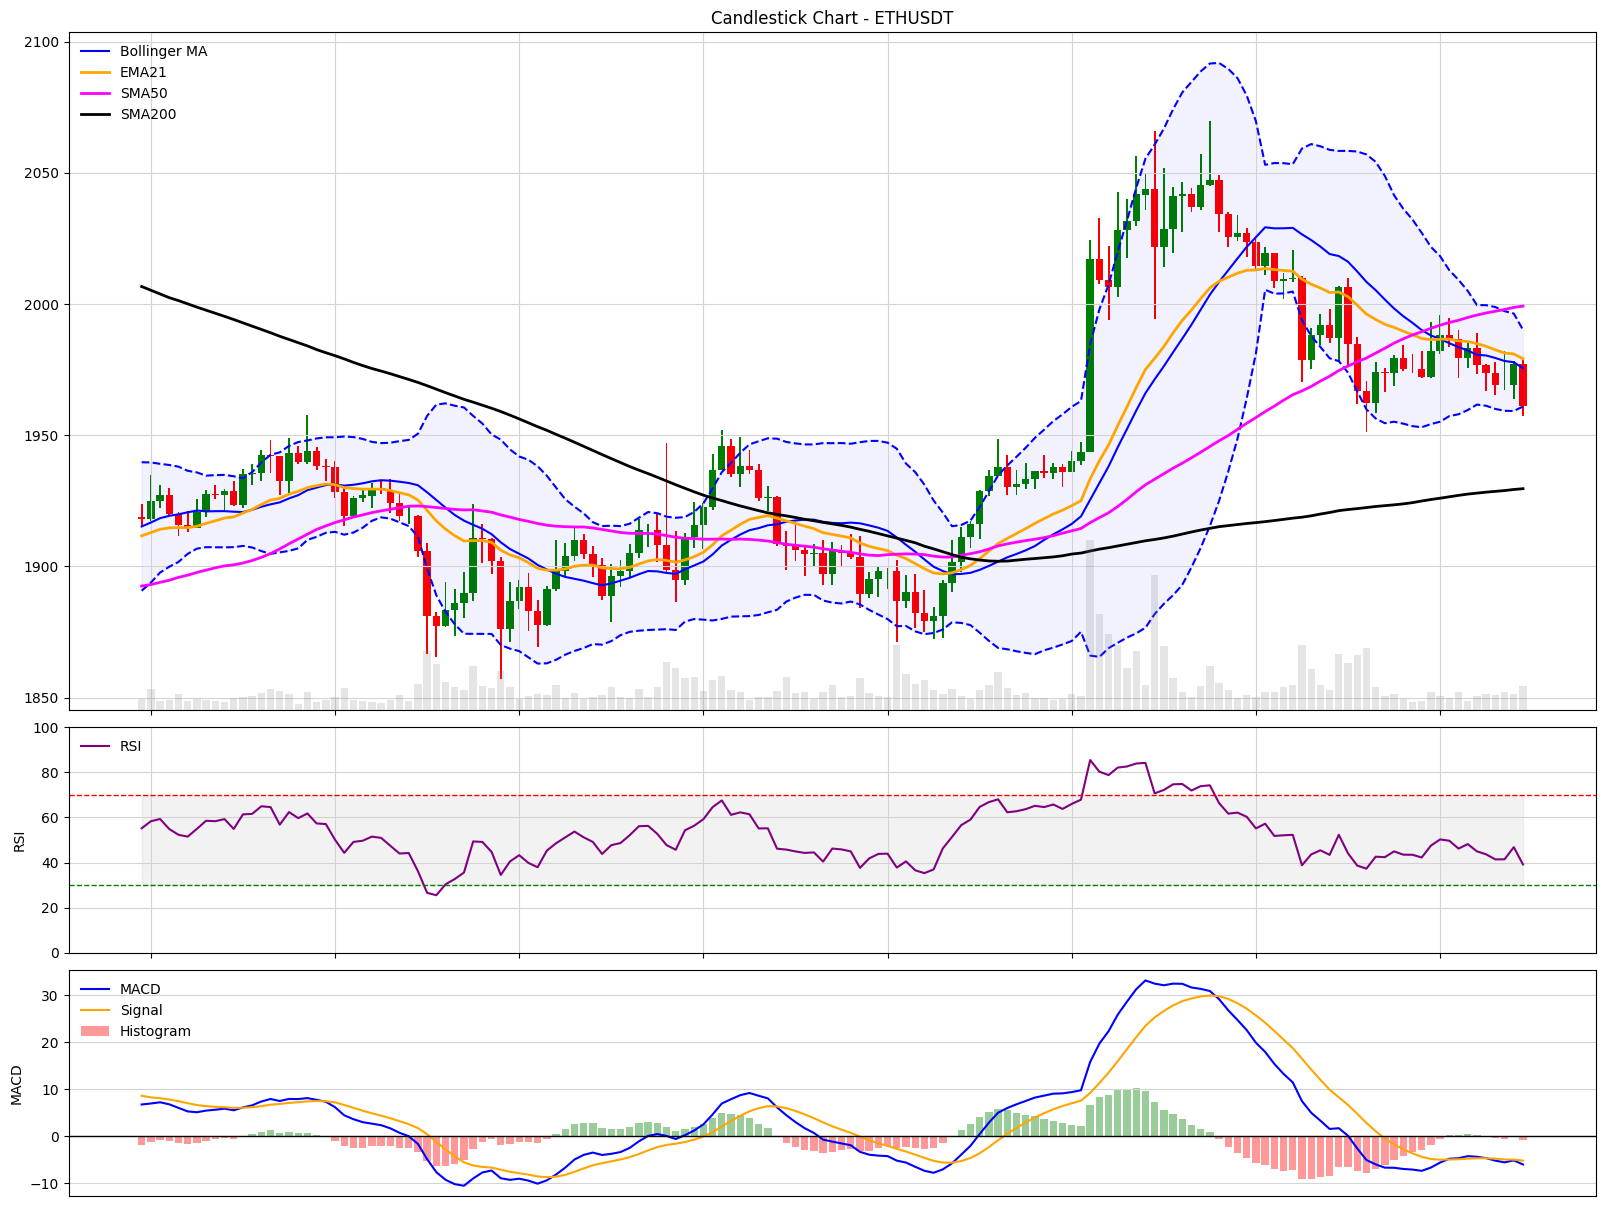 Candlestick Chart - ETHUSDT
2100
2050
2000
1950
1900
1850
Bollinger MA
EMA21
SMA50
SMA200
100
80
60
40
20
0
RSI
RSI
30
20
10
0
−10
MACD
MACD
Signal
Histogram